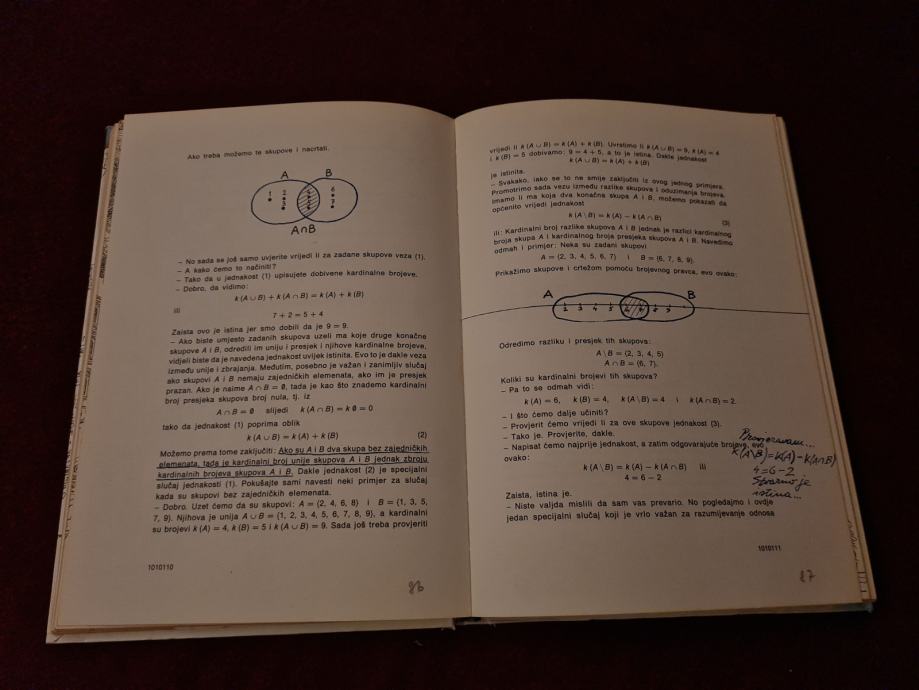 Ako treba možemo te skupove i nacrtati.
A B
1 2 3 4 5 6 7
A∩B
– No sada se još samo uvjerite vrijedi li za zadane skupove veza (1).
– A kako ćemo to načiniti?
– Tako da u jednakost (1) upisujete dobivene kardinalne brojeve.
– Dobro, da vidimo:
k (A ∪ B) + k (A ∩ B) = k (A) + k (B)
ili
7 + 2 = 5 + 4
Zaista ovo je istina jer smo dobili da je 9 = 9.
– Ako biste umjesto zadanih skupova uzeli ma koje druge konačne
skupove A i B, odredili im uniju i presjek i njihove kardinalne brojeve,
vidjeli biste da je navedena jednakost uvijek istinita. Evo to je dakle veza
između unije i zbrajanja. Međutim, posebno je važan i zanimljiv slučaj
ako skupovi A i B nemaju zajedničkih elemenata, ako im je presjek
prazan. Ako je naime A ∩ B = ∅, tada je kao što znademo kardinalni
broj presjeka skupova broj nula, tj. iz
A ∩ B = ∅ slijedi k (A ∩ B) = k ∅ = 0
tako da jednakost (1) poprima oblik
k (A ∪ B) = k (A) + k (B) (2)
Možemo prema tome zaključiti: Ako su A i B dva skupa bez zajedničkih
elemenata, tada je kardinalni broj unije skupova A i B jednak zbroju
kardinalnih brojeva skupova A i B. Dakle jednakost (2) je specijalni
slučaj jednakosti (1). Pokušajte sami navesti neki primjer za slučaj
kada su skupovi bez zajedničkih elemenata.
– Dobro. Uzet ćemo da su skupovi: A = {2, 4, 6, 8} i B = {1, 3, 5,
7, 9}. Njihova je unija A ∪ B = {1, 2, 3, 4, 5, 6, 7, 8, 9}, a kardinalni
su brojevi k (A) = 4, k (B) = 5 i k (A ∪ B) = 9. Sada još treba provjeriti
1010110
86
vrijedi li k (A ∪ B) = k (A) + k (B). Uvrstimo li k (A ∪ B) = 9, k (A) = 4
i k (B) = 5 dobivamo: 9 = 4 + 5, a to je istina. Dakle jednakost
k (A ∪ B) = k (A) + k (B)
je istinita.
– Svakako, iako se to ne smije zaključiti iz ovog jednog primjera.
Promotrimo sada vezu između razlike skupova i oduzimanja brojeva.
Imamo li ma koja dva konačna skupa A i B, možemo pokazati da
općenito vrijedi jednakost
k (A \ B) = k (A) – k (A ∩ B) (3)
ili: Kardinalni broj razlike skupova A i B jednak je razlici kardinalnog
broja skupa A i kardinalnog broja presjeka skupova A i B. Navedimo
odmah i primjer: Neka su zadani skupovi
A = {2, 3, 4, 5, 6, 7} i B = {6, 7, 8, 9}.
Prikažimo skupove i crtežom pomoću brojevnog pravca, evo ovako:
A B
2 3 4 5
Odredimo razliku i presjek tih skupova:
A \ B = {2, 3, 4, 5}
A ∩ B = {6, 7}.
Koliki su kardinalni brojevi tih skupova?
– Pa to se odmah vidi:
k (A) = 6, k (B) = 4, k (A \ B) = 4 i k (A ∩ B) = 2.
– I što ćemo dalje učiniti?
– Provjerit ćemo vrijedi li za ove skupove jednakost (3).
– Tako je. Provjerite, dakle.
– Napisat ćemo najprije jednakost, a zatim odgovarajuće brojeve, evo
ovako:
k (A \ B) = k (A) – k (A ∩ B) ili
4 = 6 – 2
Provjeravam...
k(A\B)=k(A)-k(A∩B)
4=6-2
Stvarno je
istina...
Zaista, istina je.
– Niste valjda mislili da sam vas prevario. No pogledajmo i ovdje
jedan specijalni slučaj koji je vrlo važan za razumijevanje odnosa
1010111
87